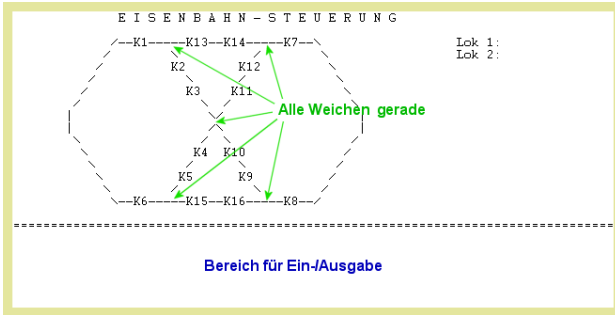 E I S E N B A H N – S T E U E R U N G
/--K1-----K13--K14-----K7--\ Lok 1:
Lok 2:
K2 K12
K3 K11
Alle Weichen gerade
K4 K10
K5 K9
\--K6-----K15--K16-----K8--/
Bereich für Ein-/Ausgabe